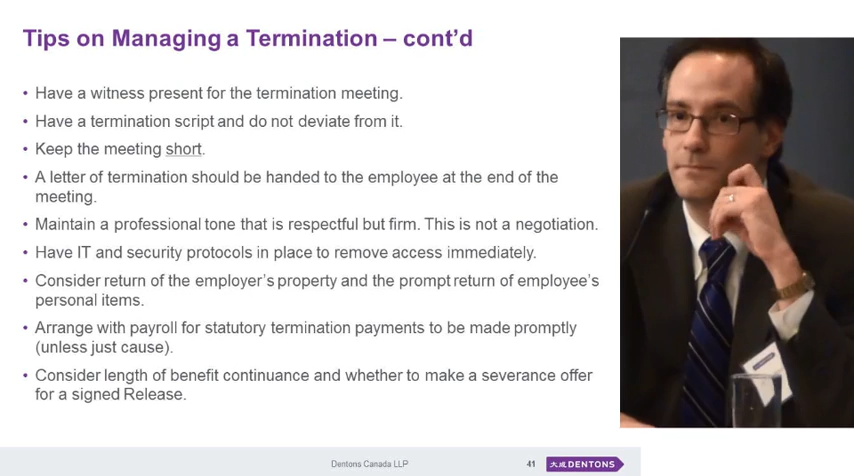 Tips on Managing a Termination – cont’d
• Have a witness present for the termination meeting.
• Have a termination script and do not deviate from it.
• Keep the meeting short.
• A letter of termination should be handed to the employee at the end of the
meeting.
• Maintain a professional tone that is respectful but firm. This is not a negotiation.
• Have IT and security protocols in place to remove access immediately.
• Consider return of the employer’s property and the prompt return of employee’s
personal items.
• Arrange with payroll for statutory termination payments to be made promptly
(unless just cause).
• Consider length of benefit continuance and whether to make a severance offer
for a signed Release.
Dentons Canada LLP
41
大成 DENTONS